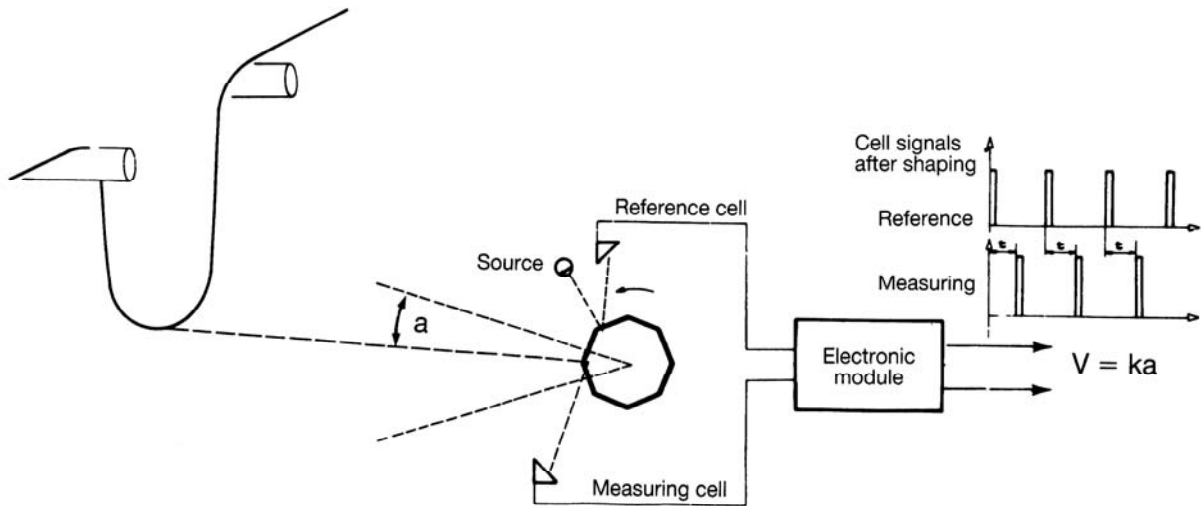 Cell signals
after shaping
Reference cell
Reference
Source
t t t
a
Measuring
Electronic
module
V = ka
Measuring cell